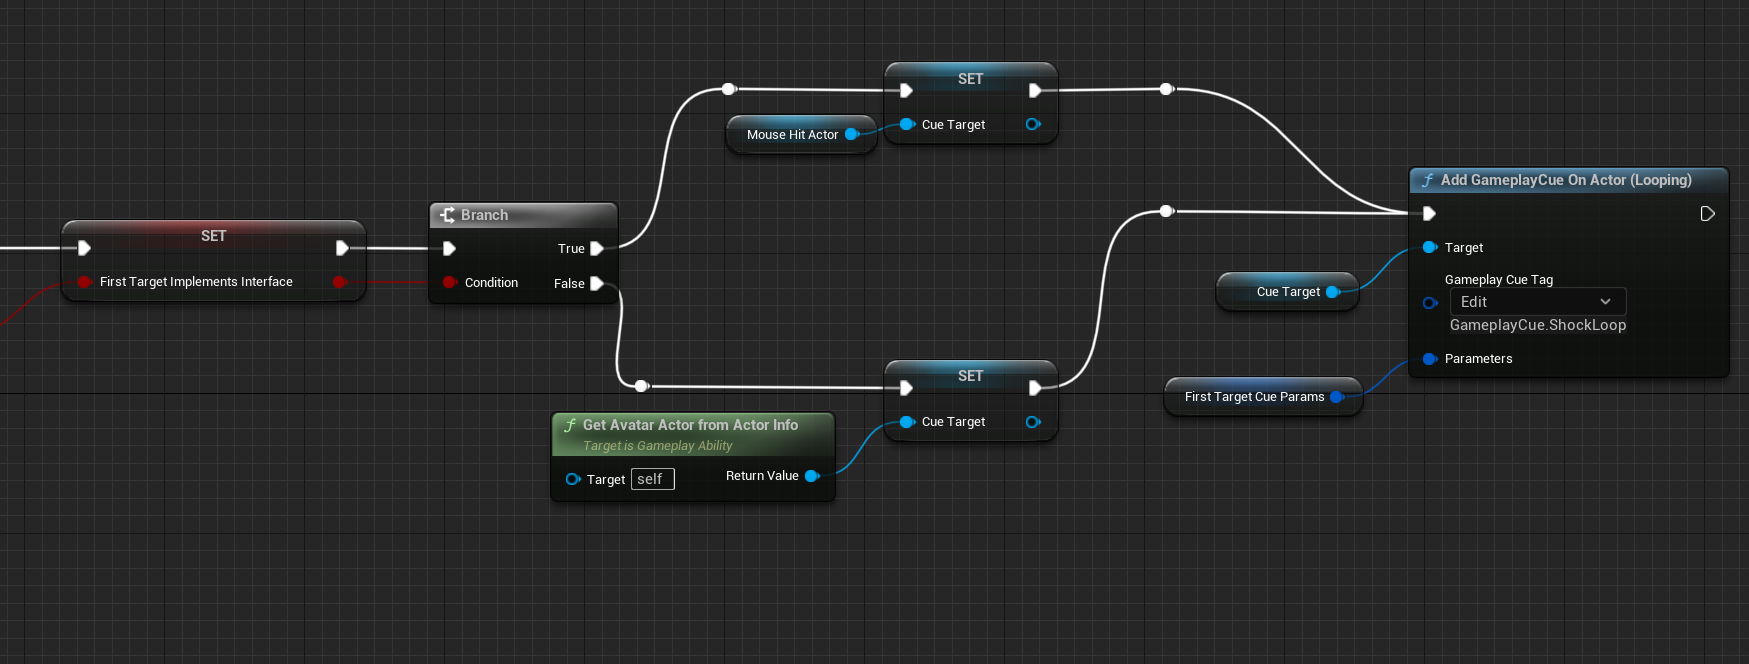 SET
First Target Implements Interface
Branch
True
Condition
False
SET
Mouse Hit Actor
Cue Target
Get Avatar Actor from Actor Info
Target is Gameplay Ability
Target self
Return Value
SET
Cue Target
Cue Target
First Target Cue Params
Add GameplayCue On Actor (Looping)
Target
Gameplay Cue Tag
Edit
GameplayCue.ShockLoop
Parameters